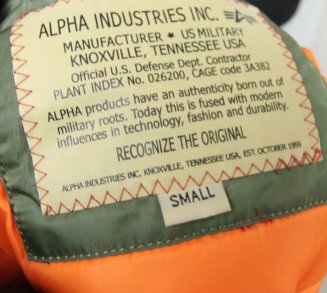 ALPHA INDUSTRIES INC.
MANUFACTURER ★ US MILITARY
KNOXVILLE, TENNESSEE USA
Official U.S. Defense Dept. Contractor
PLANT INDEX No. 026200, CAGE code 3A382
ALPHA products have an authenticity born out of
military roots. Today this is fused with modern
influences in technology, fashion and durability.
RECOGNIZE THE ORIGINAL
ALPHA INDUSTRIES INC. KNOXVILLE, TENNESSEE USA, EST. OCTOBER 1959
SMALL